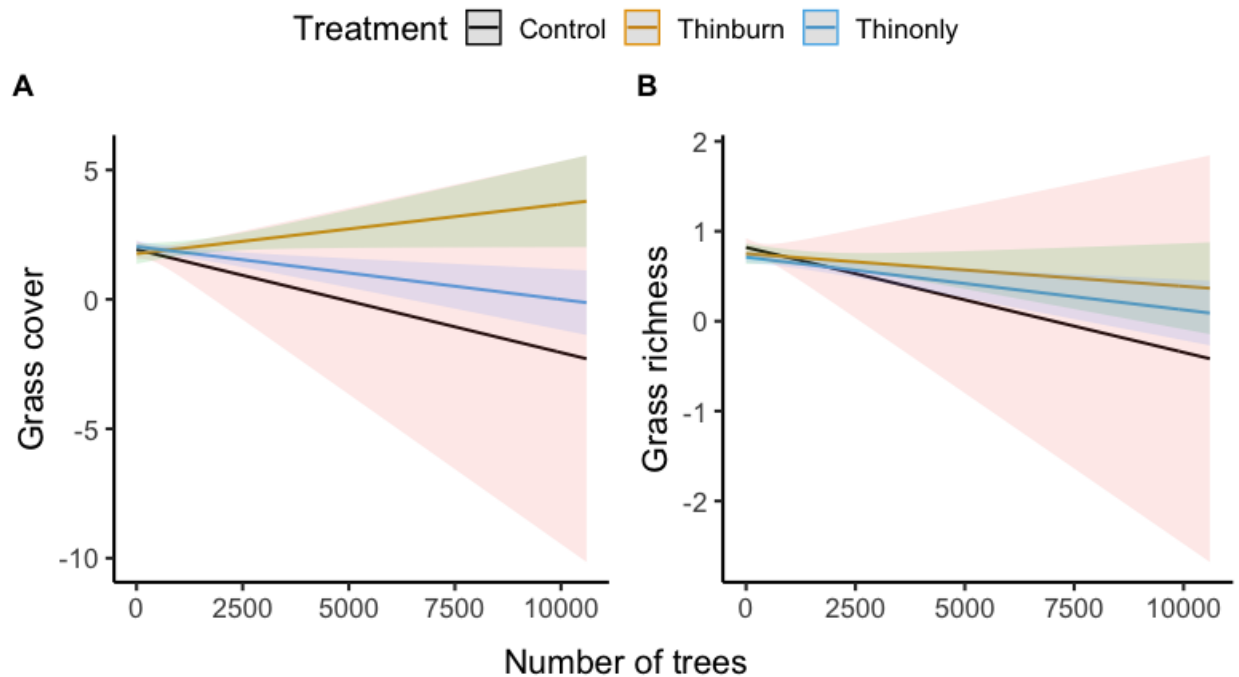 Treatment Control Thinburn Thinonly
A
B
Grass cover
5
0
-5
-10
0 2500 5000 7500 10000
Grass richness
2
1
0
-1
-2
0 2500 5000 7500 10000
Number of trees